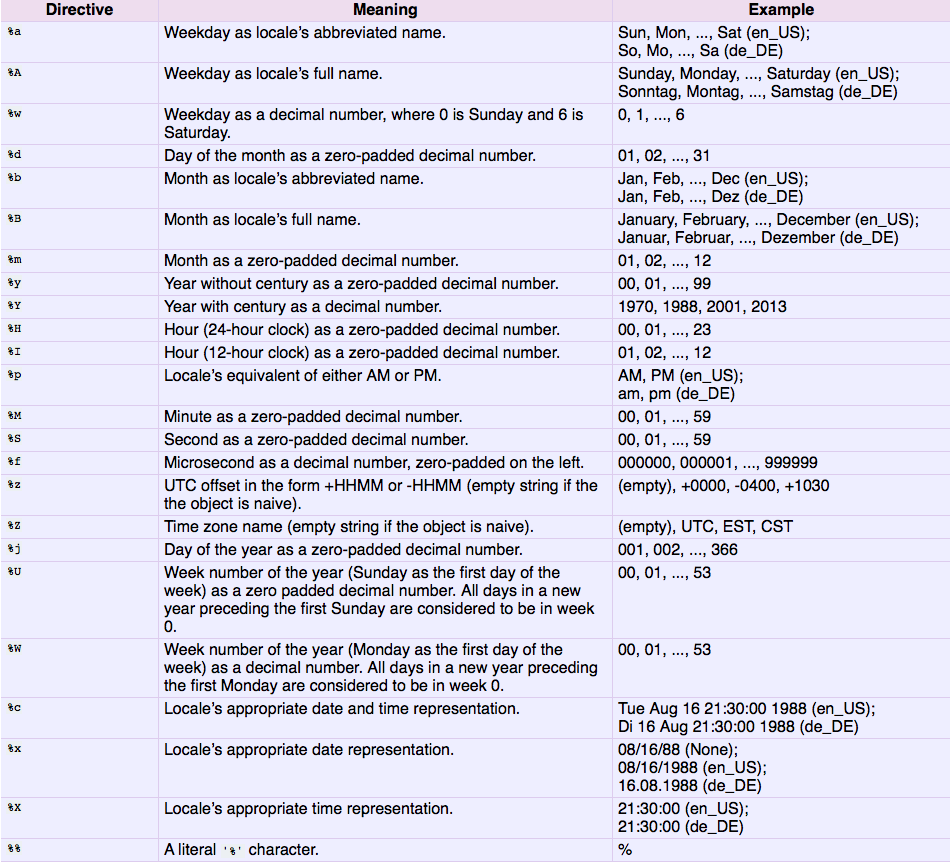 Directive Meaning Example
%a Weekday as locale’s abbreviated name. Sun, Mon, ..., Sat (en_US);
So, Mo, ..., Sa (de_DE)
%A Weekday as locale’s full name. Sunday, Monday, ..., Saturday (en_US);
Sonntag, Montag, ..., Samstag (de_DE)
%w Weekday as a decimal number, where 0 is Sunday and 6 is 0, 1, ..., 6
Saturday.
%d Day of the month as a zero-padded decimal number. 01, 02, ..., 31
%b Month as locale’s abbreviated name. Jan, Feb, ..., Dec (en_US);
Jan, Feb, ..., Dez (de_DE)
%B Month as locale’s full name. January, February, ..., December (en_US);
Januar, Februar, ..., Dezember (de_DE)
%m Month as a zero-padded decimal number. 01, 02, ..., 12
%y Year without century as a zero-padded decimal number. 00, 01, ..., 99
%Y Year with century as a decimal number. 1970, 1988, 2001, 2013
%H Hour (24-hour clock) as a zero-padded decimal number. 00, 01, ..., 23
%I Hour (12-hour clock) as a zero-padded decimal number. 01, 02, ..., 12
%p Locale’s equivalent of either AM or PM. AM, PM (en_US);
am, pm (de_DE)
%M Minute as a zero-padded decimal number. 00, 01, ..., 59
%S Second as a zero-padded decimal number. 00, 01, ..., 59
%f Microsecond as a decimal number, zero-padded on the left. 000000, 000001, ..., 999999
%z UTC offset in the form +HHMM or -HHMM (empty string if the (empty), +0000, -0400, +1030
the object is naive).
%Z Time zone name (empty string if the object is naive). (empty), UTC, EST, CST
%j Day of the year as a zero-padded decimal number. 001, 002, ..., 366
%U Week number of the year (Sunday as the first day of the 00, 01, ..., 53
week) as a zero padded decimal number. All days in a new
year preceding the first Sunday are considered to be in week
0.
%W Week number of the year (Monday as the first day of the 00, 01, ..., 53
week) as a decimal number. All days in a new year preceding
the first Monday are considered to be in week 0.
%c Locale’s appropriate date and time representation. Tue Aug 16 21:30:00 1988 (en_US);
Di 16 Aug 21:30:00 1988 (de_DE)
%x Locale’s appropriate date representation. 08/16/88 (None);
08/16/1988 (en_US);
16.08.1988 (de_DE)
%X Locale’s appropriate time representation. 21:30:00 (en_US);
21:30:00 (de_DE)
%% A literal '%' character. %